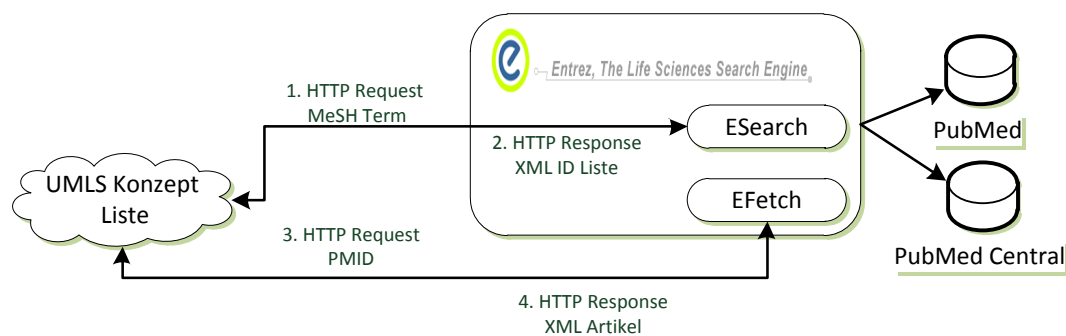 e
Entrez, The Life Sciences Search Engine
1. HTTP Request
MeSH Term
ESearch
2. HTTP Response
XML ID Liste
PubMed
UMLS Konzept
Liste
EFetch
3. HTTP Request
PMID
PubMed Central
4. HTTP Response
XML Artikel